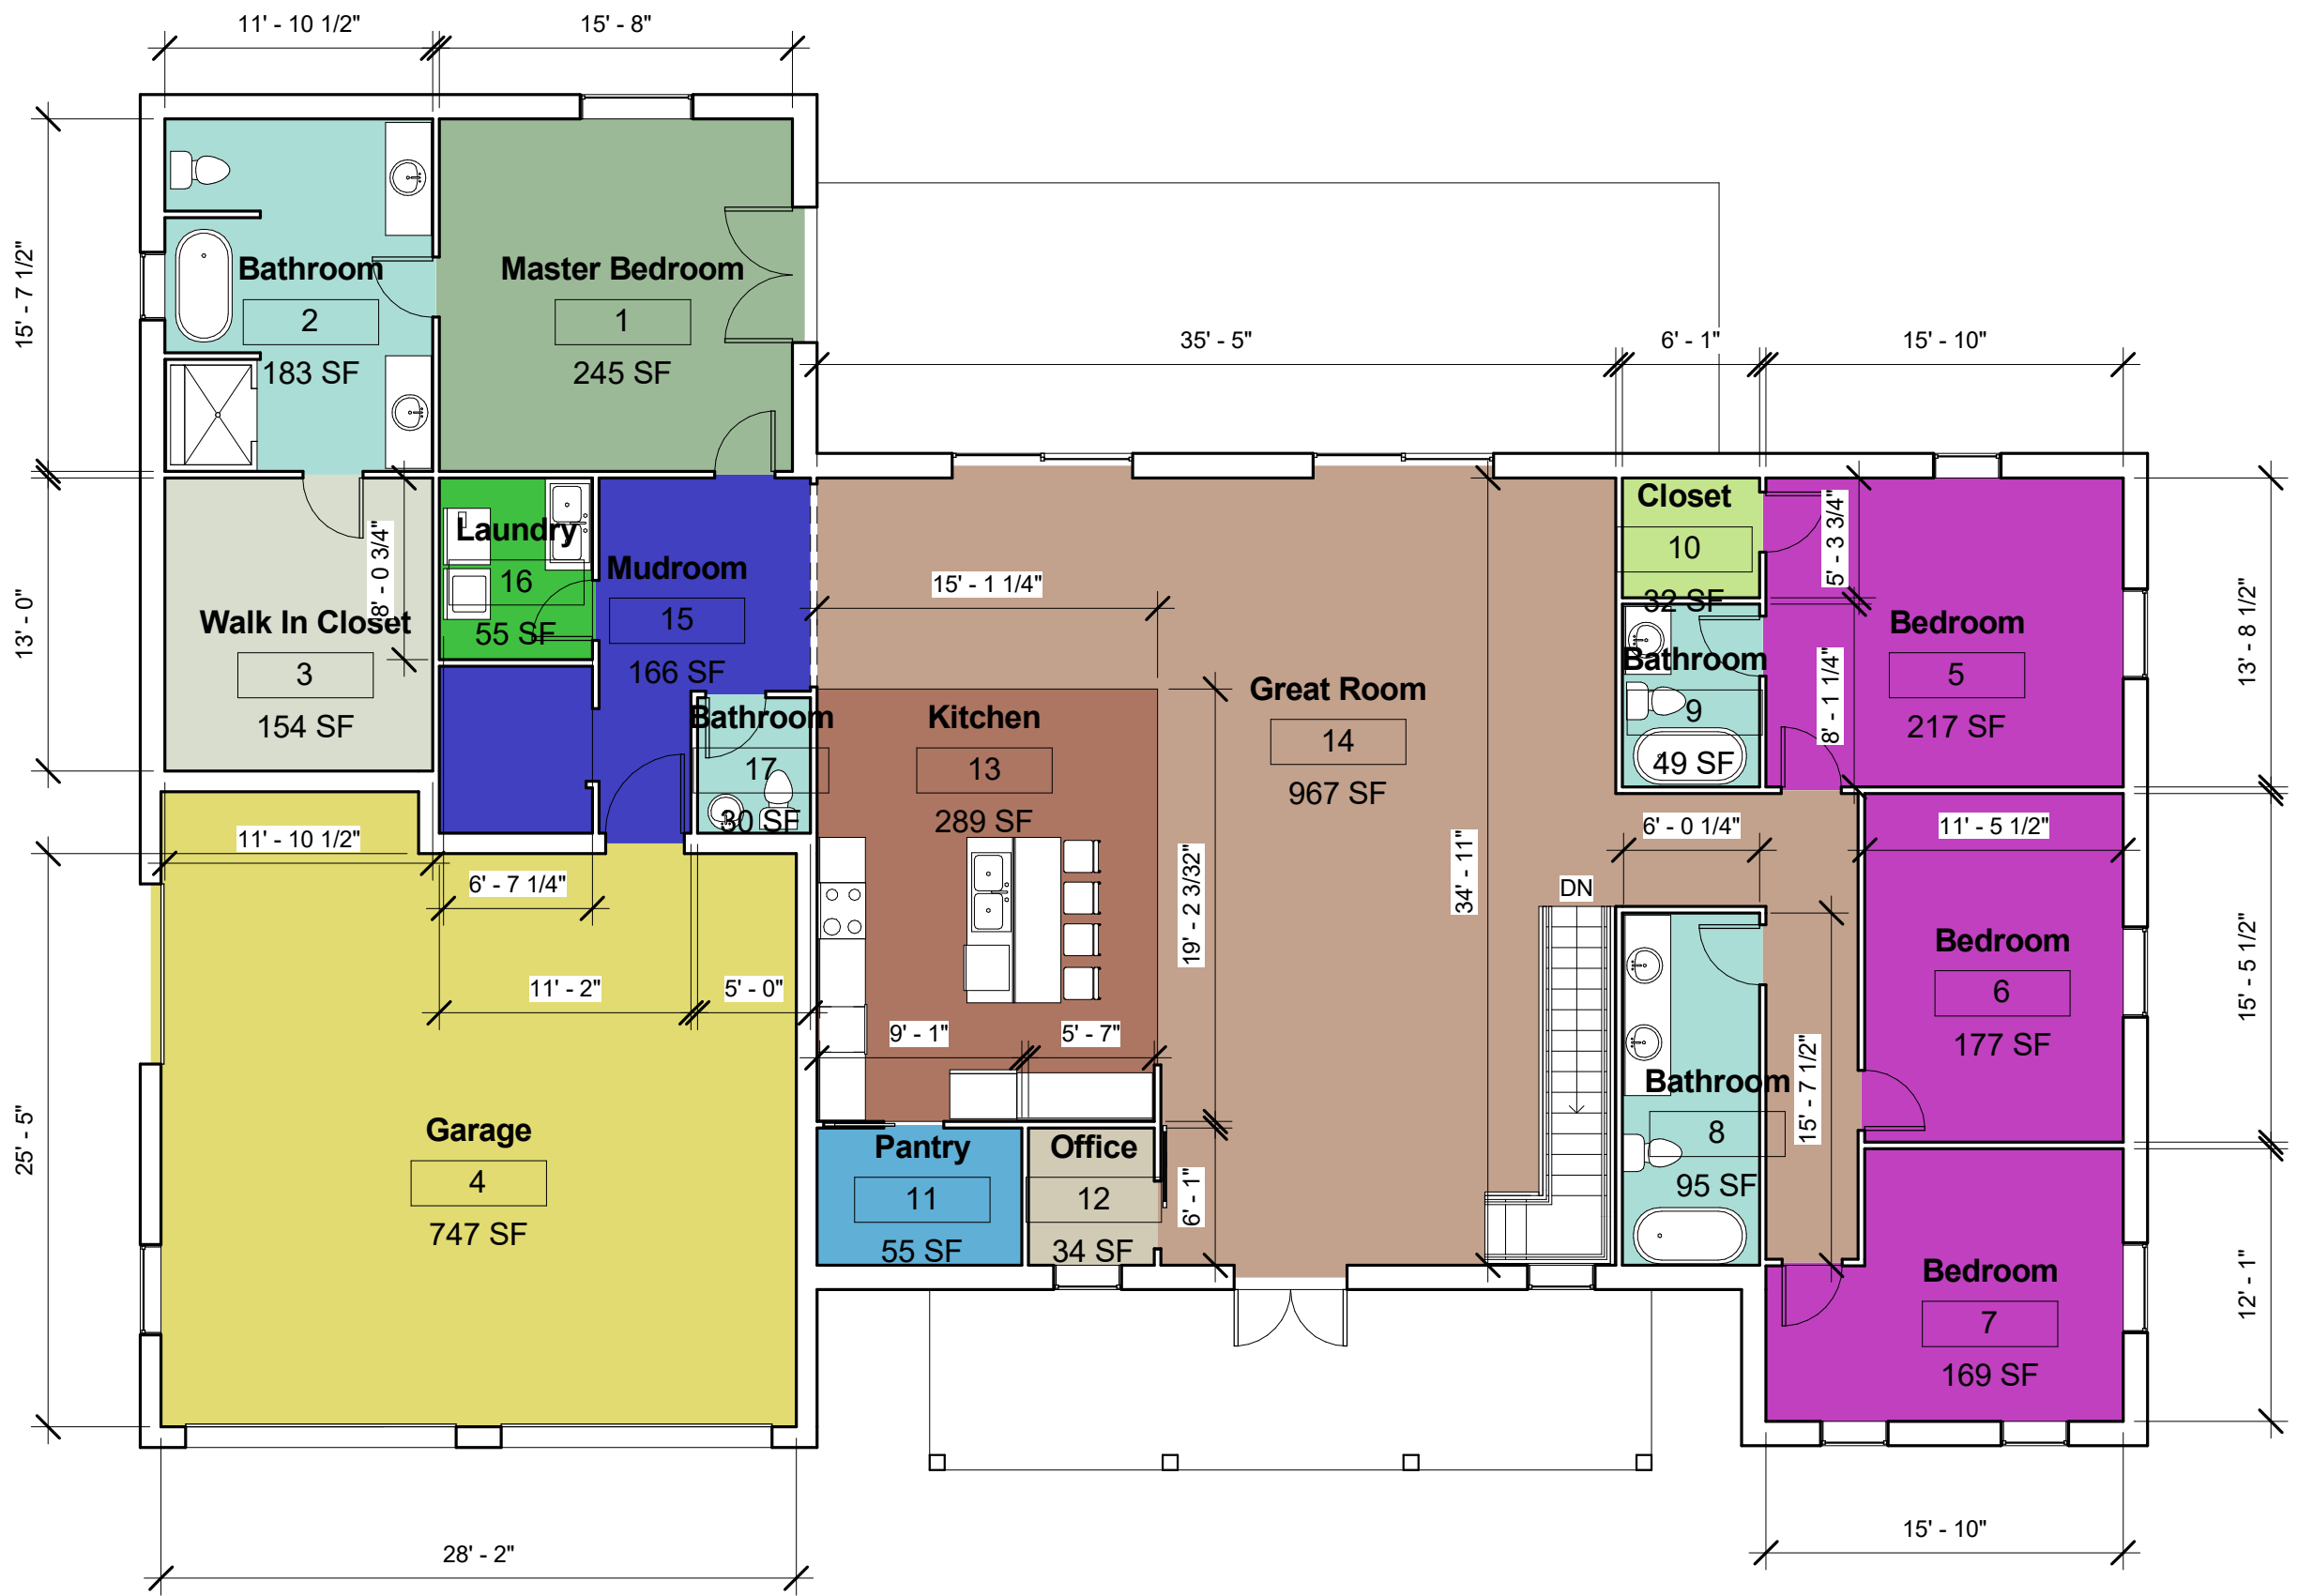 11' - 10 1/2"
15' - 8"
15' - 7 1/2"
Bathroom
2
183 SF
Master Bedroom
1
245 SF
35' - 5"
6' - 1"
15' - 10"
13' - 0"
Walk In Closet
3
154 SF
8' - 0 3/4"
Laundry
16
55 SF
Mudroom
15
166 SF
15' - 1 1/4"
Closet
10
32 SF
5' - 3 3/4"
Bedroom
5
217 SF
13' - 8 1/2"
Bathroom
17
30 SF
Kitchen
13
289 SF
Great Room
14
967 SF
Bathroom
9
49 SF
8' - 1 1/4"
11' - 10 1/2"
6' - 7 1/4"
11' - 2"
5' - 0"
9' - 1"
5' - 7"
19' - 2 3/32"
34' - 11"
DN
6' - 0 1/4"
11' - 5 1/2"
Bedroom
6
177 SF
15' - 5 1/2"
25' - 5"
Garage
4
747 SF
Pantry
11
55 SF
Office
12
34 SF
6' - 1"
Bathroom
8
95 SF
15' - 7 1/2"
Bedroom
7
169 SF
12' - 1"
28' - 2"
15' - 10"